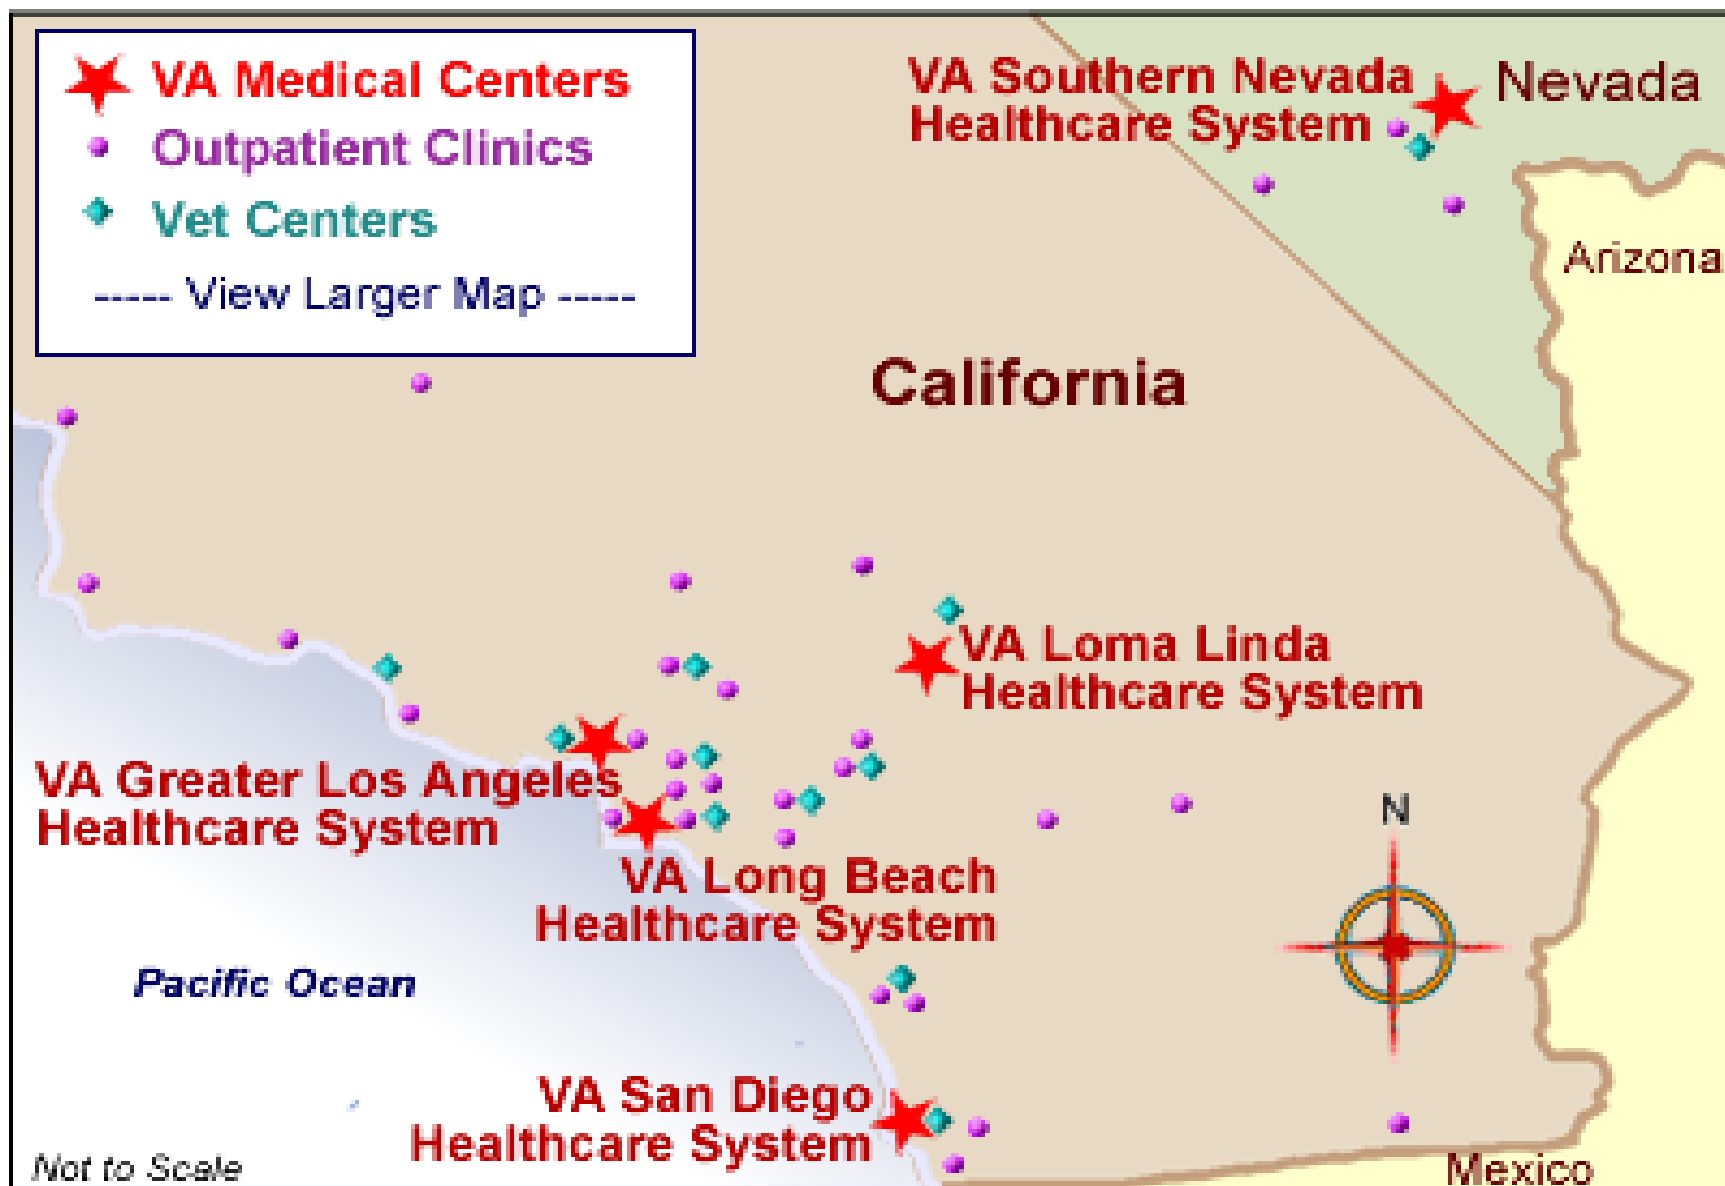 VA Medical Centers
Outpatient Clinics
Vet Centers
----- View Larger Map -----
VA Southern Nevada
Healthcare System
Nevada
Arizona
California
VA Loma Linda
Healthcare System
VA Greater Los Angeles
Healthcare System
N
VA Long Beach
Healthcare System
Pacific Ocean
VA San Diego
Healthcare System
Not to Scale
Mexico